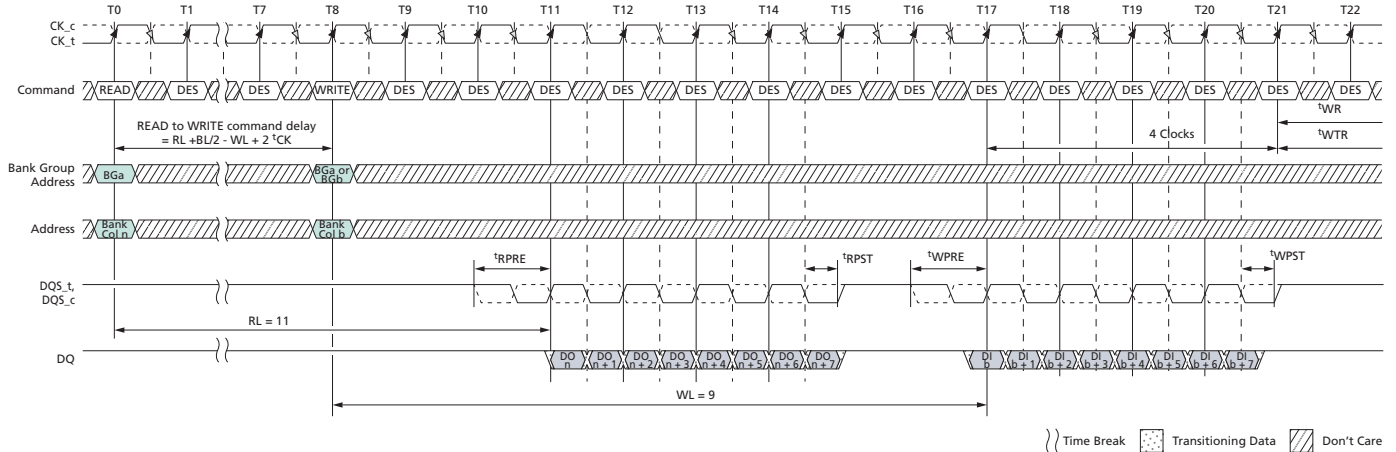 T0 T1 T7 T8 T9 T10 T11 T12 T13 T14 T15 T16 T17 T18 T19 T20 T21 T22
CK_c
CK_t
Command READ DES DES WRITE DES DES DES DES DES DES DES DES DES DES DES DES DES DES
tWR
READ to WRITE command delay
= RL +BL/2 - WL + 2 tCK
4 Clocks
tWTR
Bank Group
Address
BGa
BGa or
BGb
Address
Bank
Col n
Bank
Col b
tRPRE tRPST tWPRE tWPST
DQS_t,
DQS_c
RL = 11
DQ
DO
n
DO
n + 1
DO
n + 2
DO
n + 3
DO
n + 4
DO
n + 5
DO
n + 6
DO
n + 7
DI
b
DI
b + 1
DI
b + 2
DI
b + 3
DI
b + 4
DI
b + 5
DI
b + 6
DI
b + 7
WL = 9
Time Break Transitioning Data Don't Care